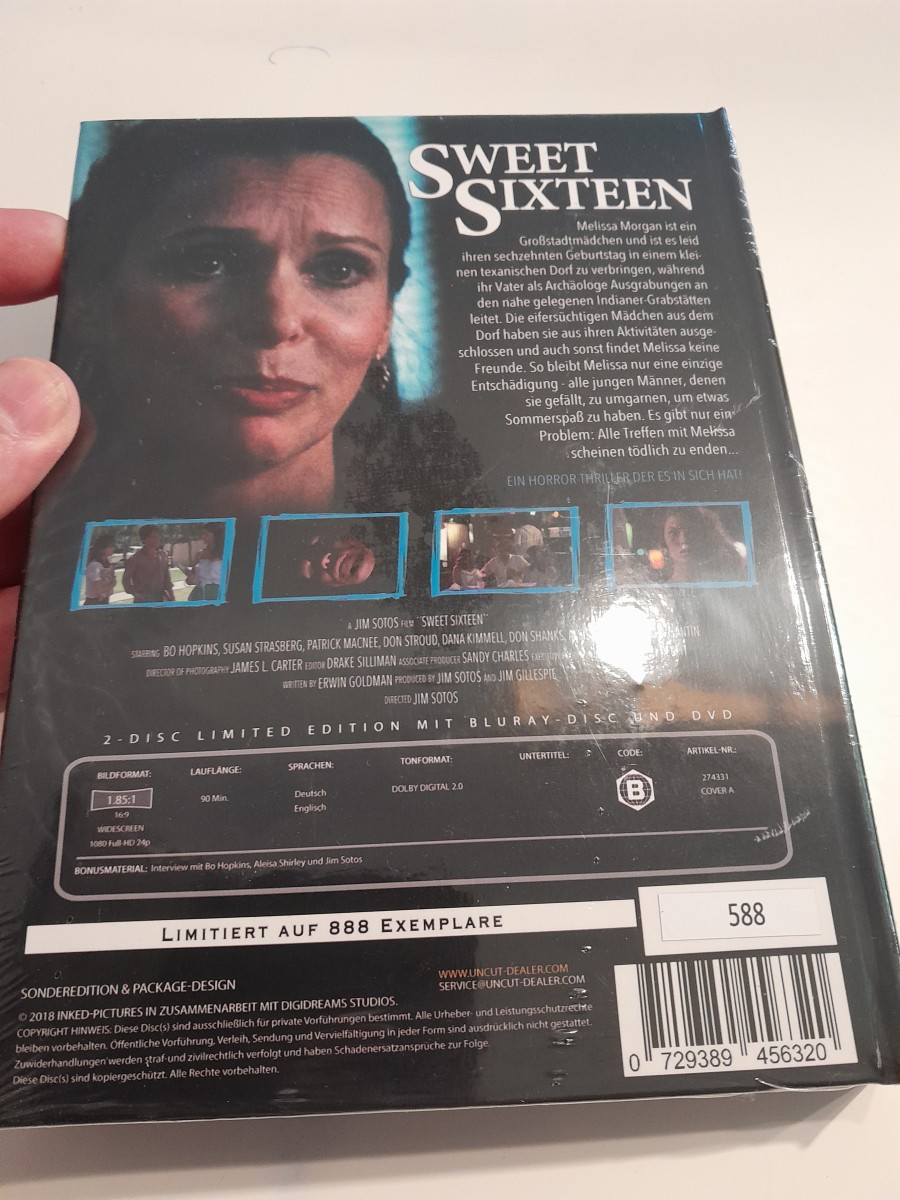 SWEET
SIXTEEN
Melissa Morgan ist ein
Großstadtmädchen und ist es leid
ihren sechzehnten Geburtstag in einem klei-
nen texanischen Dorf zu verbringen, während
ihr Vater als Archäologe Ausgrabungen an
den nahe gelegenen Indianer-Grabstätten
leitet. Die eifersüchtigen Mädchen aus dem
Dorf haben sie aus ihren Aktivitäten ausge-
schlossen und auch sonst findet Melissa keine
Freunde. So bleibt Melissa nur eine einzige
Entschädigung - alle jungen Männer, denen
sie gefällt, zu umgarnen, um etwas
Sommerspaß zu haben. Es gibt nur ein
Problem: Alle Treffen mit Melissa
scheinen tödlich zu enden...
EIN HORROR THRILLER DER ES IN SICH HAT!
A JIM SOTOS FILM "SWEET SIXTEEN"
STARRING BO HOPKINS, SUSAN STRASBERG, PATRICK MACNEE, DON STROUD, DANA KIMMELL, DON SHANKS,
DIRECTOR OF PHOTOGRAPHY JAMES L. CARTER EDITOR DRAKE SILLIMAN ASSOCIATE PRODUCER SANDY CHARLES
WRITTEN BY ERWIN GOLDMAN PRODUCED BY JIM SOTOS AND JIM GILLESPIE
DIRECTED JIM SOTOS
2-DISC LIMITED EDITION MIT BLURAY-DISC UND DVD
BILDFORMAT: LAUFLÄNGE: SPRACHEN: TONFORMAT: UNTERTITEL: CODE: ARTIKEL-NR.:
1.85:1 90 Min. Deutsch DOLBY DIGITAL 2.0 B 274331
16:9 Englisch COVER A
WIDESCREEN
1080 Full-HD 24p
BONUSMATERIAL: Interview mit Bo Hopkins, Aleisa Shirley und Jim Sotos
LIMITIERT AUF 888 EXEMPLARE
588
SONDEREDITION & PACKAGE-DESIGN
WWW.UNCUT-DEALER.COM
SERVICE@UNCUT-DEALER.COM
© 2018 INKED-PICTURES IN ZUSAMMENARBEIT MIT DIGIDREAMS STUDIOS.
COPYRIGHT HINWEIS: Diese Disc(s) sind ausschließlich für private Vorführungen bestimmt. Alle Urheber- und Leistungsschutzrechte
bleiben vorbehalten. Öffentliche Vorführung, Verleih, Sendung und Vervielfältigung in jeder Form sind ausdrücklich nicht gestattet.
Zuwiderhandlungen werden straf-und zivilrechtlich verfolgt und haben Schadenersatzansprüche zur Folge.
Diese Disc(s) sind kopiergeschützt. Alle Rechte vorbehalten.
0 729389 456320